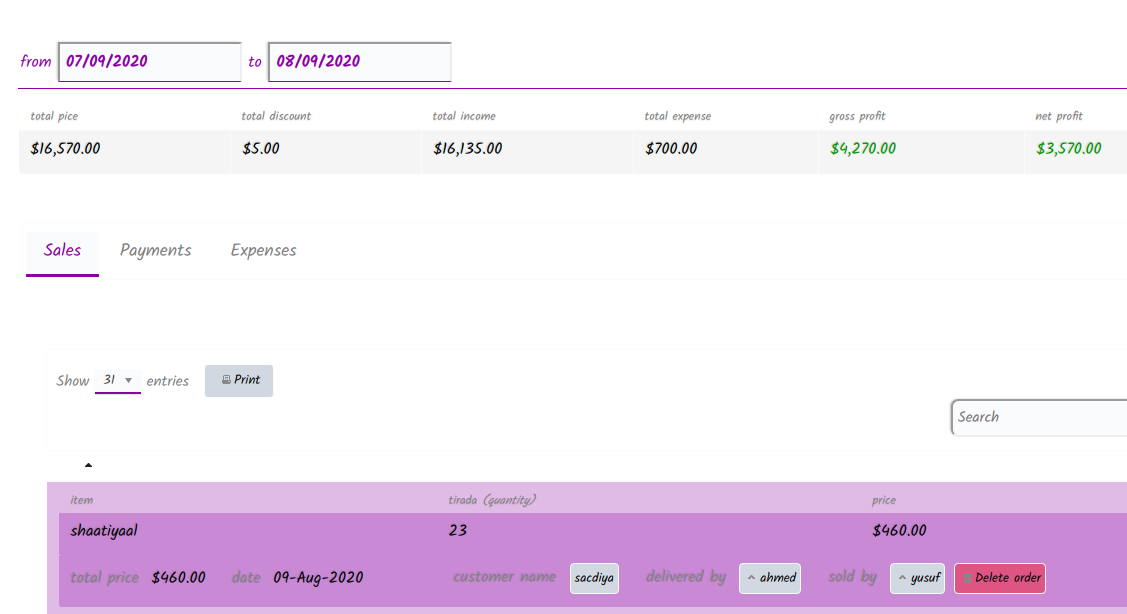 from 07/09/2020 to 08/09/2020
total pice total discount total income total expense gross profit net profit
$16,570.00 $5.00 $16,135.00 $700.00 $4,270.00 $3,570.00
Sales Payments Expenses
Show 31 entries Print
Search
item tirada (quantity) price
shaatiyaal 23 $460.00
total price $460.00 date 09-Aug-2020 customer name sacdiya delivered by ahmed sold by yusuf Delete order